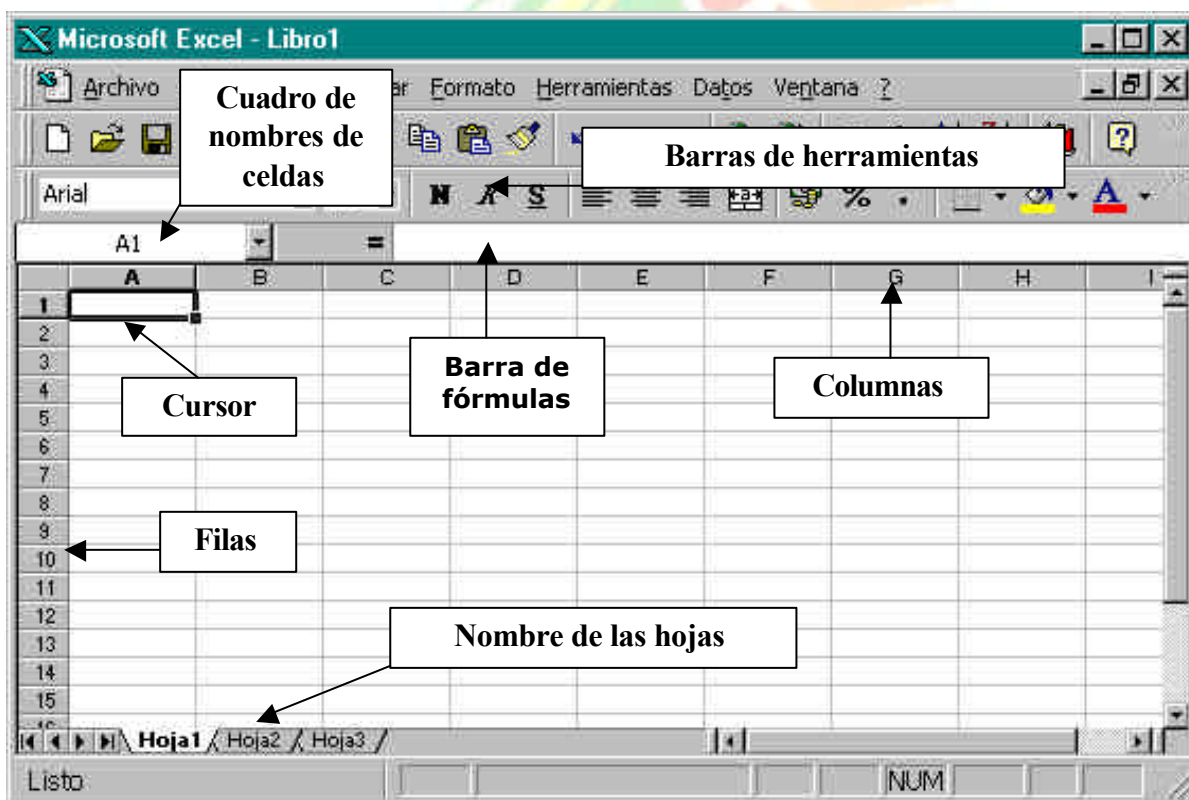 Microsoft Excel - Libro1
Archivo ar Formato Herramientas Datos Ventana ?
Cuadro de
nombres de
celdas
Barras de herramientas
Arial N K S %
A1 =
A B C D E F G H I
1
2
3
4
5
6
7
8
9
10
11
12
13
14
15
Cursor
Barra de
fórmulas
Columnas
Filas
Nombre de las hojas
Hoja1 Hoja2 Hoja3
Listo NUM